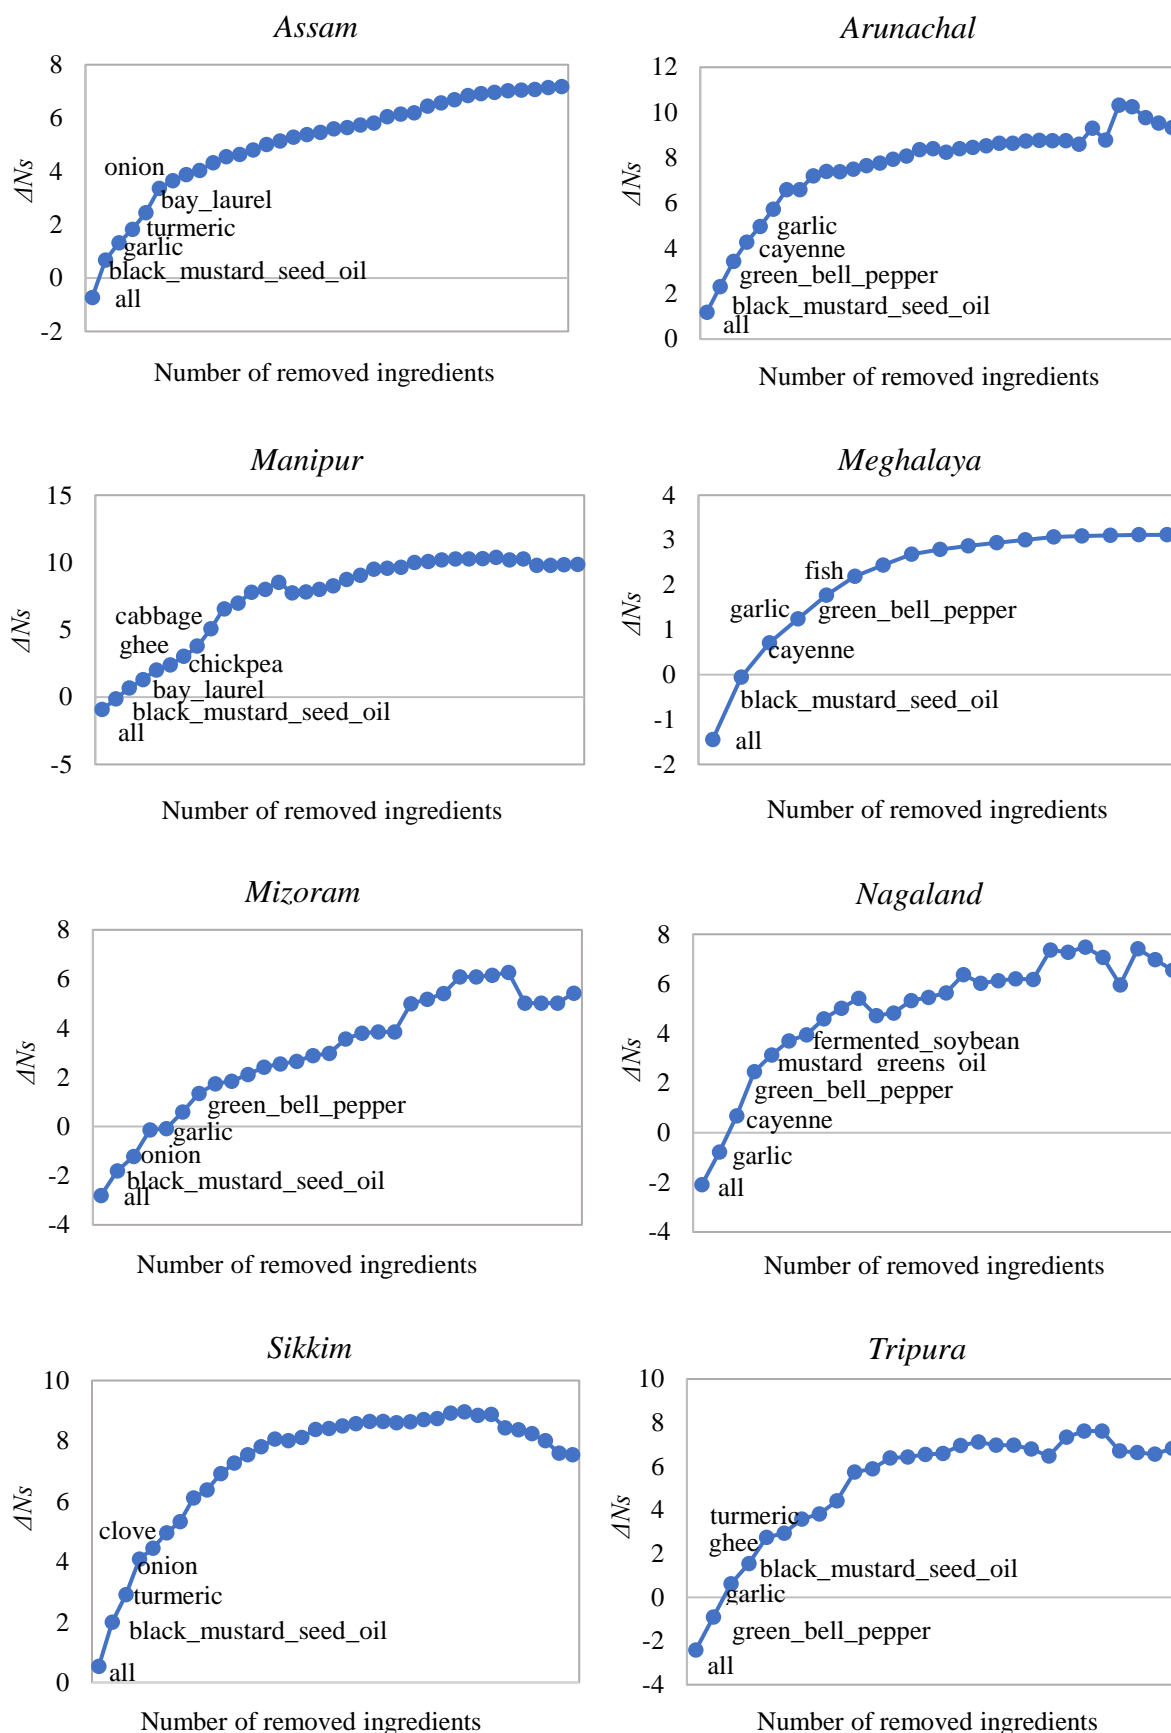 Assam
8
6
4
2
0
-2
ΔNs
onion
bay_laurel
turmeric
garlic
black_mustard_seed_oil
all
Number of removed ingredients
Arunachal
12
10
8
6
4
2
0
ΔNs
garlic
cayenne
green_bell_pepper
black_mustard_seed_oil
all
Number of removed ingredients
Manipur
15
10
5
0
-5
ΔNs
cabbage
ghee
chickpea
bay_laurel
black_mustard_seed_oil
all
Number of removed ingredients
Meghalaya
4
3
2
1
0
-1
-2
ΔNs
fish
garlic
green_bell_pepper
cayenne
black_mustard_seed_oil
all
Number of removed ingredients
Mizoram
8
6
4
2
0
-2
-4
ΔNs
green_bell_pepper
garlic
onion
black_mustard_seed_oil
all
Number of removed ingredients
Nagaland
8
6
4
2
0
-2
-4
ΔNs
fermented_soybean
mustard_greens_oil
green_bell_pepper
cayenne
garlic
all
Number of removed ingredients
Sikkim
10
8
6
4
2
0
ΔNs
clove
onion
turmeric
black_mustard_seed_oil
all
Number of removed ingredients
Tripura
10
8
6
4
2
0
-2
-4
ΔNs
turmeric
ghee
black_mustard_seed_oil
garlic
green_bell_pepper
all
Number of removed ingredients